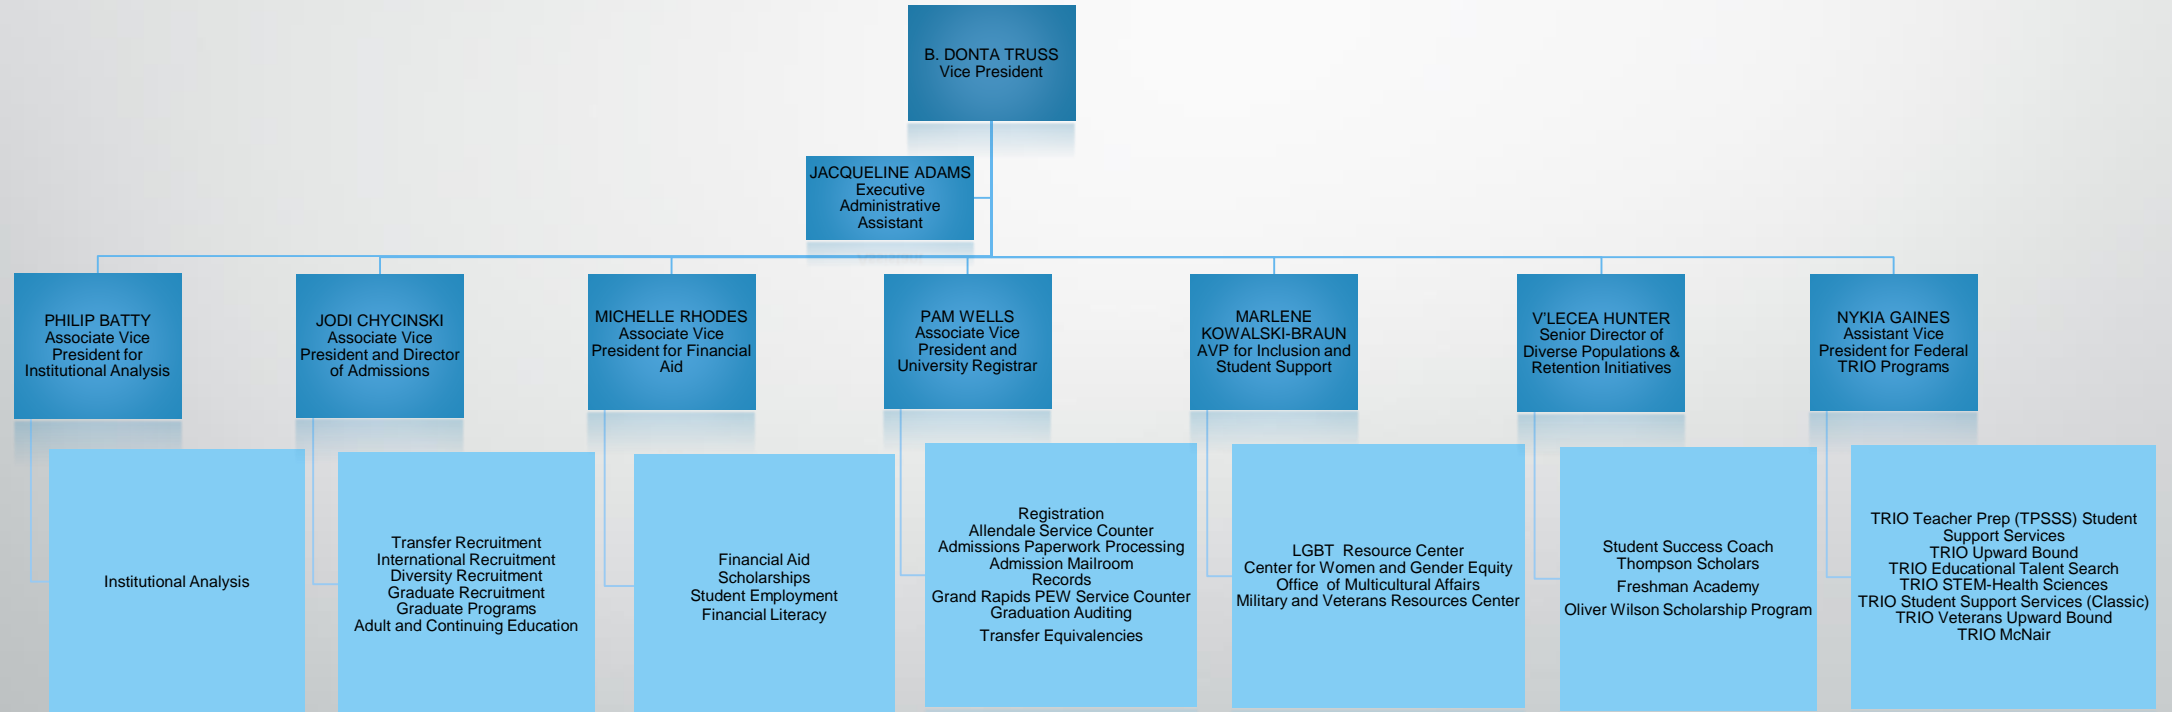 B. DONTA TRUSS
Vice President
JACQUELINE ADAMS
Executive
Administrative
Assistant
PHILIP BATTY
Associate Vice
President for
Institutional Analysis
JODI CHYCINSKI
Associate Vice
President and Director
of Admissions
MICHELLE RHODES
Associate Vice
President for Financial
Aid
PAM WELLS
Associate Vice
President and
University Registrar
MARLENE
KOWALSKI-BRAUN
AVP for Inclusion and
Student Support
V'LECEA HUNTER
Senior Director of
Diverse Populations &
Retention Initiatives
NYKIA GAINES
Assistant Vice
President for Federal
TRIO Programs
Institutional Analysis
Transfer Recruitment
International Recruitment
Diversity Recruitment
Graduate Recruitment
Graduate Programs
Adult and Continuing Education
Financial Aid
Scholarships
Student Employment
Financial Literacy
Registration
Allendale Service Counter
Admissions Paperwork Processing
Admission Mailroom
Records
Grand Rapids PEW Service Counter
Graduation Auditing
Transfer Equivalencies
LGBT Resource Center
Center for Women and Gender Equity
Office of Multicultural Affairs
Military and Veterans Resources Center
Student Success Coach
Thompson Scholars
Freshman Academy
Oliver Wilson Scholarship Program
TRIO Teacher Prep (TPSSS) Student
Support Services
TRIO Upward Bound
TRIO Educational Talent Search
TRIO STEM-Health Sciences
TRIO Student Support Services (Classic)
TRIO Veterans Upward Bound
TRIO McNair